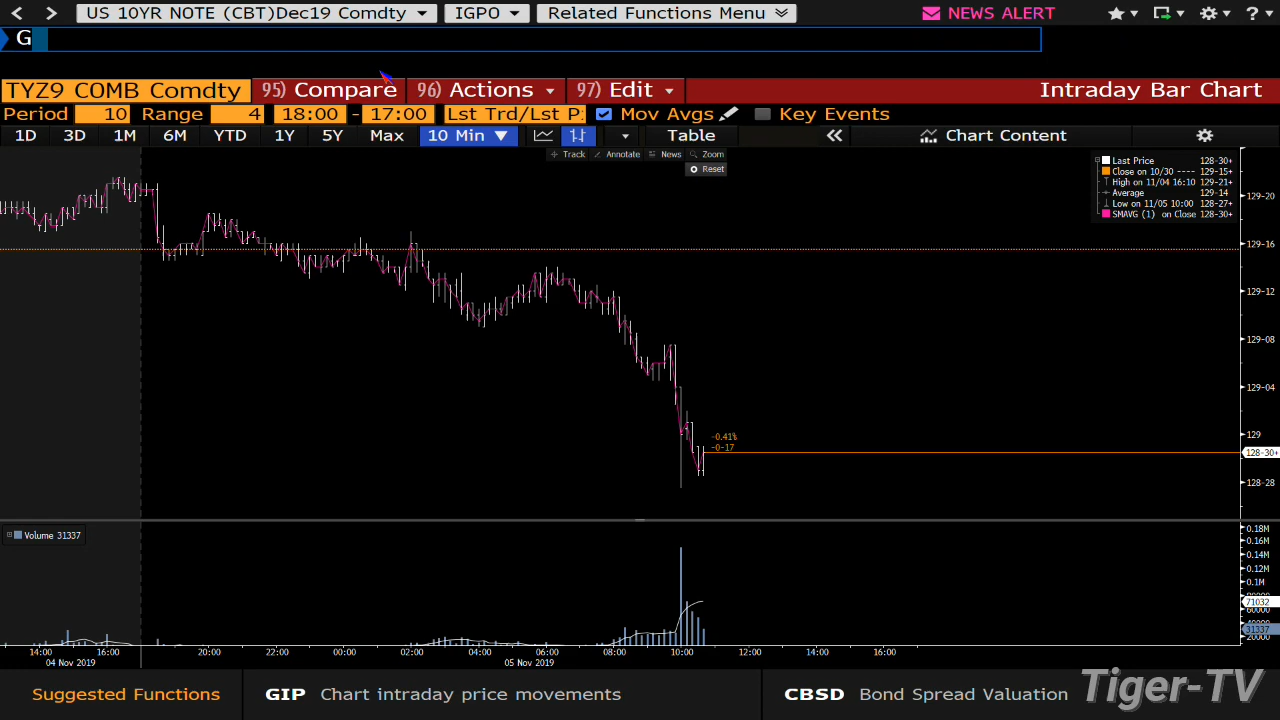 US 10YR NOTE (CBT)Dec19 Comdty IGPO Related Functions Menu NEWS ALERT ?
G
TYZ9 COMB Comdty 95) Compare 96) Actions 97) Edit Intraday Bar Chart
Period 10 Range 4 18:00 - 17:00 Lst Trd/Lst P Mov Avgs Key Events
1D 3D 1M 6M YTD 1Y 5Y Max 10 Min Table Chart Content
Track Annotate News Zoom
Reset
Last Price 128-30+
Close on 10/30 ---- 129-15+
High on 11/04 16:10 129-21+
Average 129-14
Low on 11/05 10:00 128-27+
SMAVG (1) on Close 128-30+
129-20
129-16
129-12
129-08
129-04
129
-0.41%
-0-17
128-30+
128-28
Volume 31337
0.18M
0.16M
0.14M
0.12M
0.1M
80000
71032
40000
31337
20000
14:00 16:00 20:00 22:00 00:00 02:00 04:00 06:00 08:00 10:00 12:00 14:00 16:00
04 Nov 2019 05 Nov 2019
Suggested Functions GIP Chart intraday price movements CBSD Bond Spread Valuation
Tiger-TV